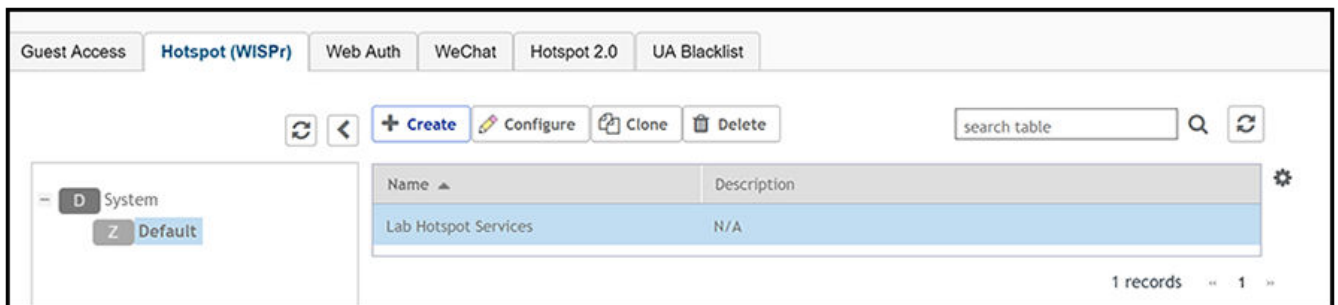 Guest Access Hotspot (WISPr) Web Auth WeChat Hotspot 2.0 UA Blacklist
Create Configure Clone Delete search table
Name Description
D System
Lab Hotspot Services N/A
Z Default
1 records « 1 »